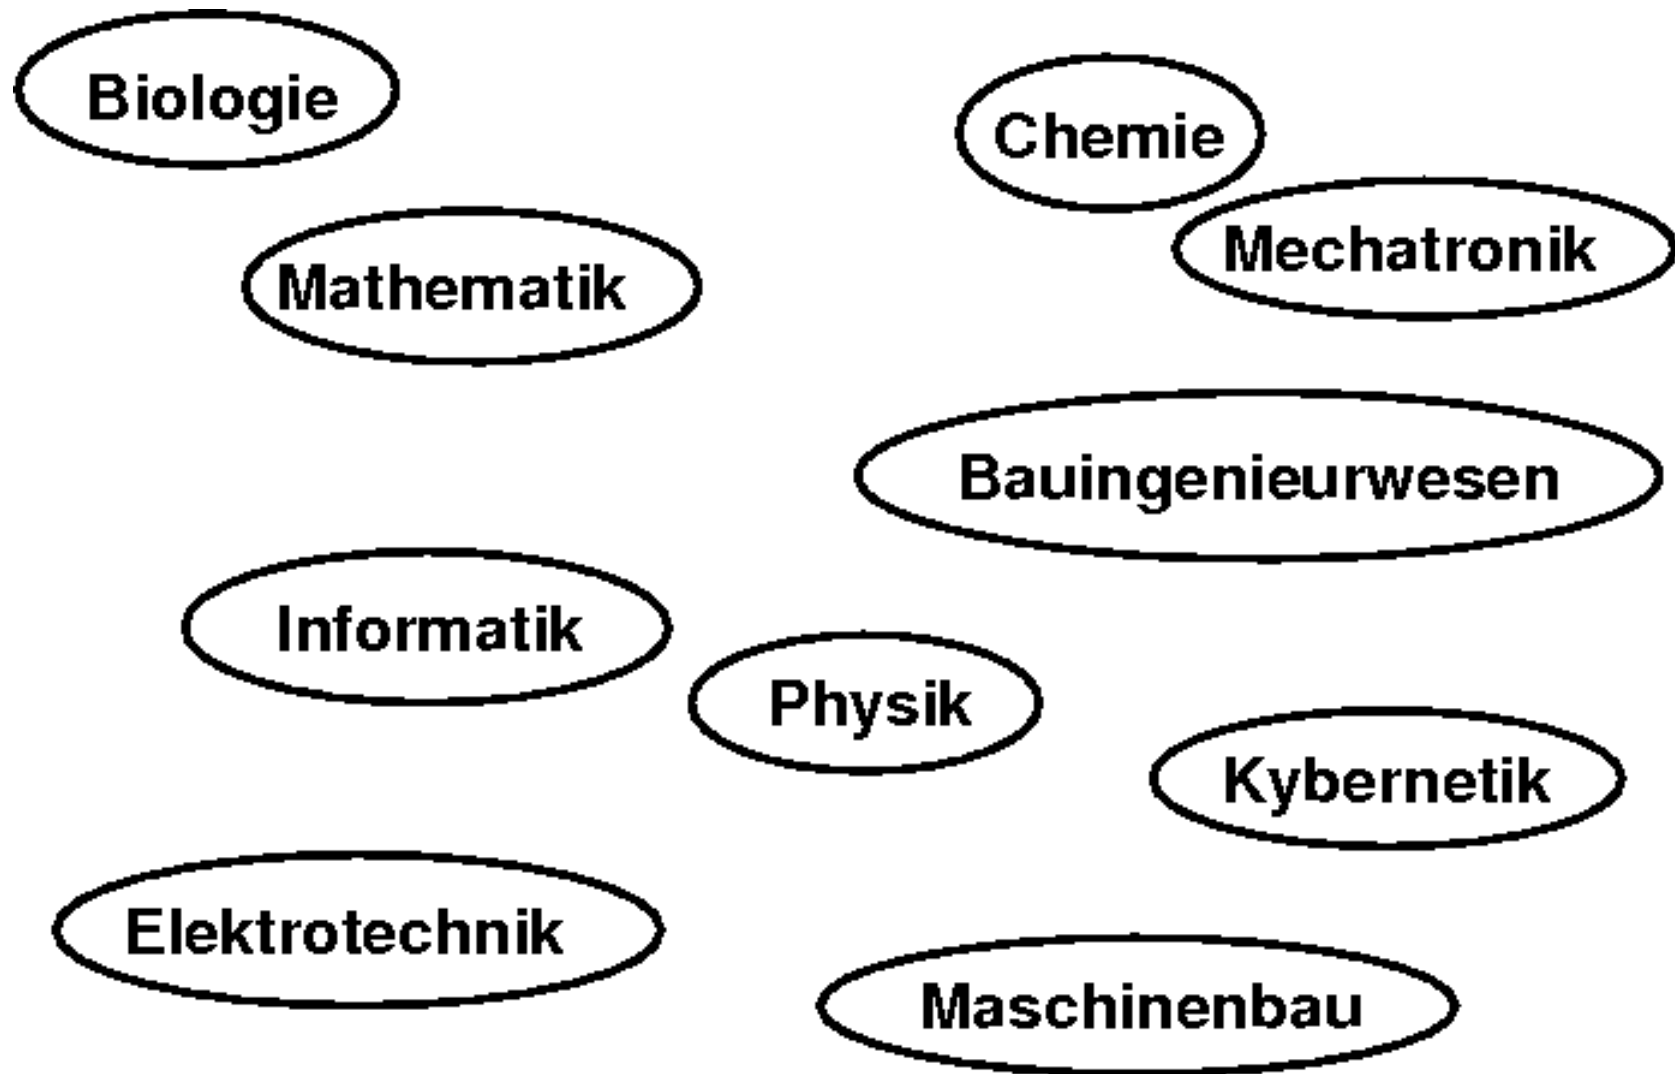 Biologie
Chemie
Mechatronik
Mathematik
Bauingenieurwesen
Informatik
Physik
Kybernetik
Elektrotechnik
Maschinenbau